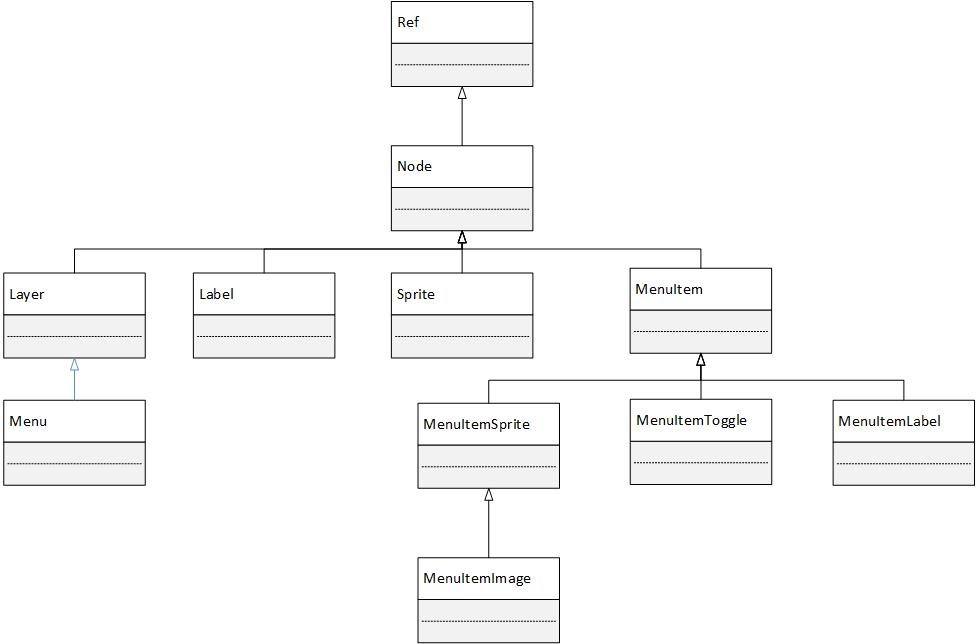 Ref
Node
Layer
Label
Sprite
MenuItem
Menu
MenuItemSprite
MenuItemToggle
MenuItemLabel
MenuItemImage